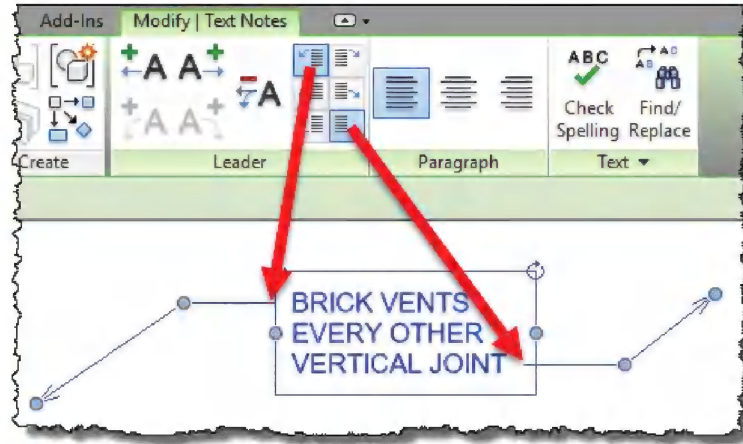 Add-Ins Modify | Text Notes
A A
A
A A
ABC
Check Spelling
Find/ Replace
Create Leader Paragraph Text
BRICK VENTS
EVERY OTHER
VERTICAL JOINT